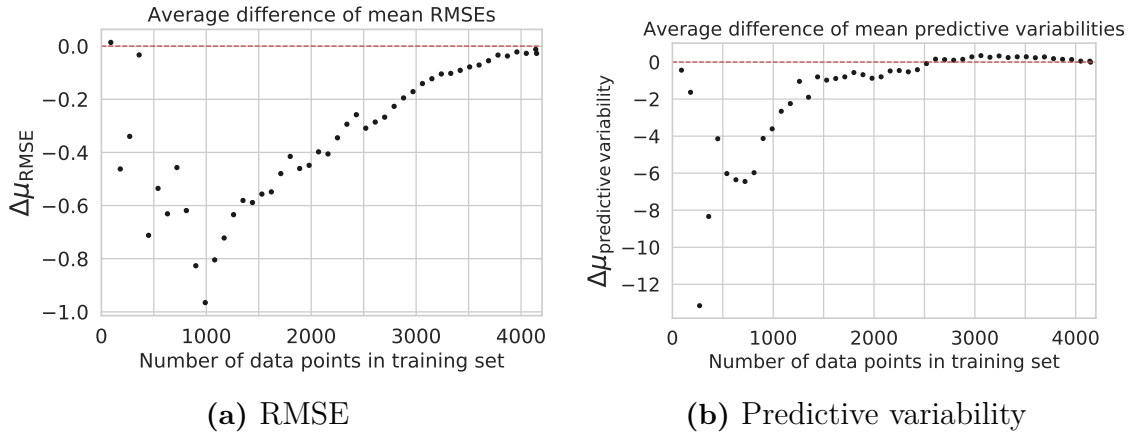 Average difference of mean RMSEs
0.0
−0.2
−0.4
−0.6
−0.8
−1.0
Δμ_RMSE
0 1000 2000 3000 4000
Number of data points in training set
(a) RMSE
Average difference of mean predictive variabilities
0
−2
−4
−6
−8
−10
−12
Δμ_predictive variability
0 1000 2000 3000 4000
Number of data points in training set
(b) Predictive variability